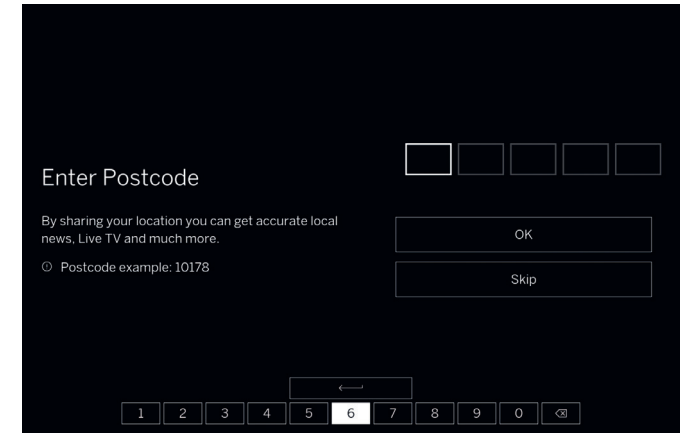 Enter Postcode
By sharing your location you can get accurate local
news, Live TV and much more.
Postcode example: 10178
OK
Skip
1 2 3 4 5 6 7 8 9 0